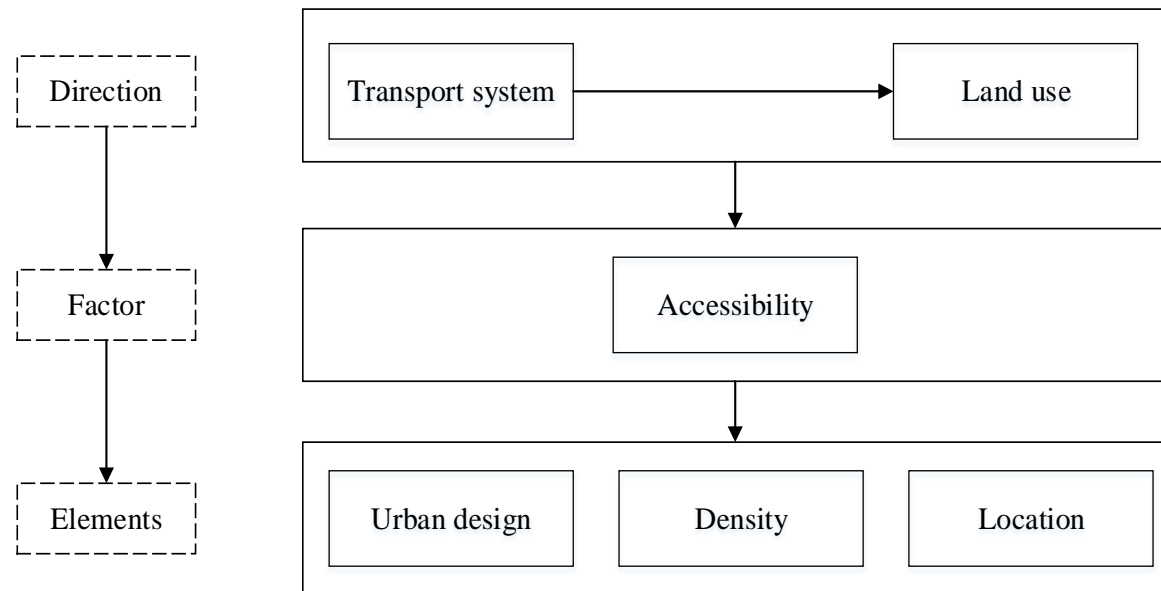 Direction
Transport system
Land use
Factor
Accessibility
Elements
Urban design
Density
Location